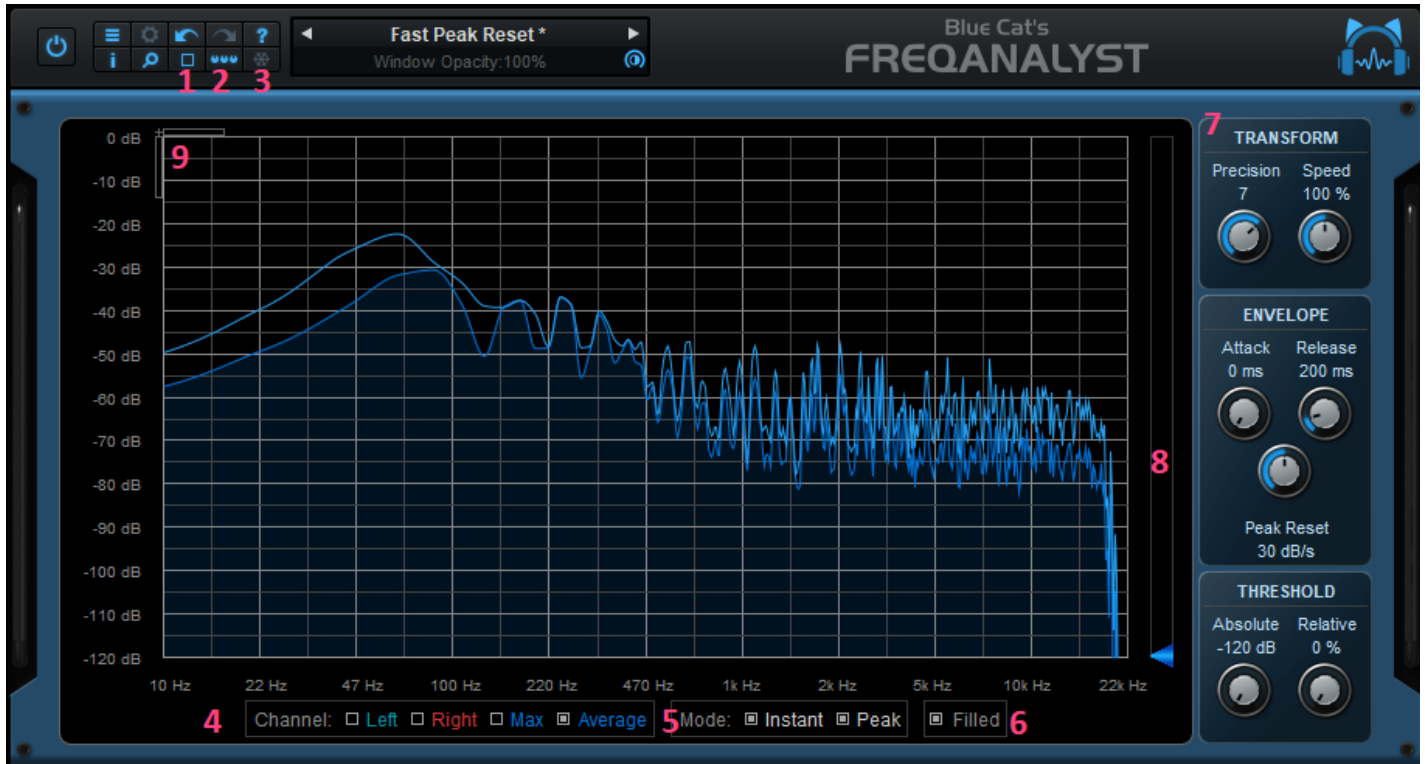 Blue Cat's
FREQANALYST
?
Fast Peak Reset *
Window Opacity:100%
i
1 2 3
7
TRANSFORM
Precision Speed
7 100 %
ENVELOPE
Attack Release
0 ms 200 ms
Peak Reset
30 dB/s
THRESHOLD
Absolute Relative
-120 dB 0 %
9
8
0 dB
-10 dB
-20 dB
-30 dB
-40 dB
-50 dB
-60 dB
-70 dB
-80 dB
-90 dB
-100 dB
-110 dB
-120 dB
10 Hz 22 Hz 47 Hz 100 Hz 220 Hz 470 Hz 1k Hz 2k Hz 5k Hz 10k Hz 22k Hz
4 Channel: Left Right Max Average 5 Mode: Instant Peak Filled 6